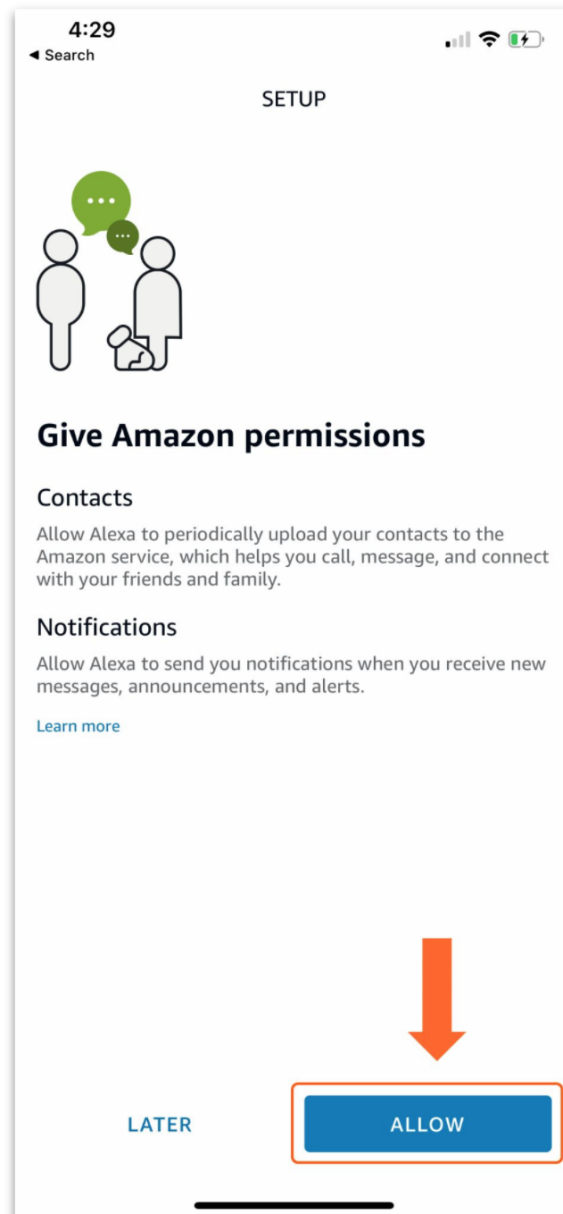 4:29
◀ Search
SETUP
Give Amazon permissions
Contacts
Allow Alexa to periodically upload your contacts to the
Amazon service, which helps you call, message, and connect
with your friends and family.
Notifications
Allow Alexa to send you notifications when you receive new
messages, announcements, and alerts.
Learn more
LATER
ALLOW